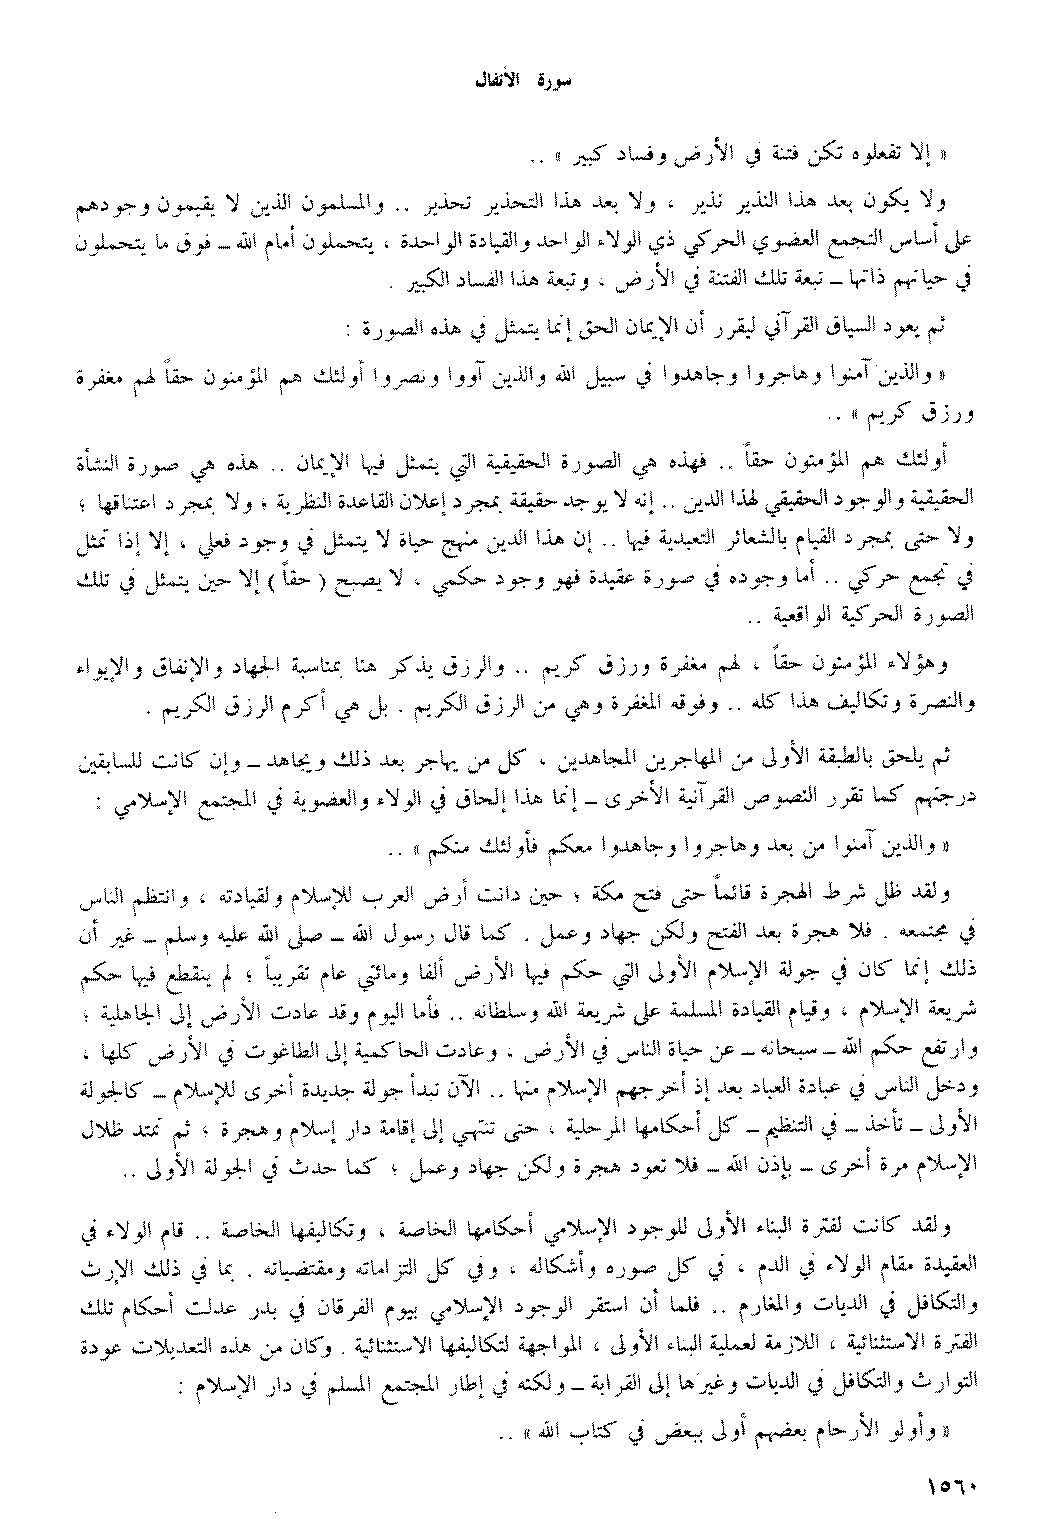 سورة الأنفال
« إلا تفعلوه تكن فتنة في الأرض وفساد كبير » ..
ولا يكون بعد هذا النذير نذير ، ولا بعد هذا التحذير تحذير .. والمسلمون الذين لا يقيمون وجودهم
على أساس التجمع العضوي الحركي ذي الولاء الواحد والقيادة الواحدة ، يتحملون أمام الله – فوق ما يتحملون
في حياتهم ذاتها – تبعة تلك الفتنة في الأرض ، وتبعة هذا الفساد الكبير .
ثم يعود السياق القرآني ليقرر أن الإيمان الحق إنما يتمثل في هذه الصورة :
« والذين آمنوا وهاجروا وجاهدوا في سبيل الله والذين آووا ونصروا أولئك هم المؤمنون حقاً لهم مغفرة
ورزق كريم » ..
أولئك هم المؤمنون حقاً .. فهذه هي الصورة الحقيقية التي يتمثل فيها الإيمان .. هذه هي صورة النشأة
الحقيقية والوجود الحقيقي لهذا الدين .. إنه لا يوجد حقيقة بمجرد إعلان القاعدة النظرية ؛ ولا بمجرد اعتناقها ؛
ولا حتى بمجرد القيام بالشعائر التعبدية فيها .. إن هذا الدين منهج حياة لا يتمثل في وجود فعلي ، إلا إذا تمثل
في تجمع حركي .. أما وجوده في صورة عقيدة فهو وجود حكمي ، لا يصبح ( حقاً ) إلا حين يتمثل في تلك
الصورة الحركية الواقعية ..
وهؤلاء المؤمنون حقاً ، لهم مغفرة ورزق كريم .. والرزق يذكر هنا بمناسبة الجهاد والإنفاق والإيواء
والنصرة وتكاليف هذا كله .. وفوقه المغفرة وهي من الرزق الكريم . بل هي أكرم الرزق الكريم .
ثم يلحق بالطبقة الأولى من المهاجرين المجاهدين ، كل من يهاجر بعد ذلك ويجاهد – وإن كانت للسابقين
درجتهم كما تقرر النصوص القرآنية الأخرى – إنما هذا إلحاق في الولاء والعضوية في المجتمع الإسلامي :
« والذين آمنوا من بعد وهاجروا وجاهدوا معكم فأولئك منكم » ..
ولقد ظل شرط الهجرة قائماً حتى فتح مكة ؛ حين دانت أرض العرب للإسلام ولقيادته ، وانتظم الناس
في مجتمعه . فلا هجرة بعد الفتح ولكن جهاد وعمل . كما قال رسول الله – صلى الله عليه وسلم – غير أن
ذلك إنما كان في جولة الإسلام الأولى التي حكم فيها الأرض ألفا ومائتي عام تقريباً ؛ لم ينقطع فيها حكم
شريعة الإسلام ، وقيام القيادة المسلمة على شريعة الله وسلطانه .. فأما اليوم وقد عادت الأرض إلى الجاهلية ؛
وارتفع حكم الله – سبحانه – عن حياة الناس في الأرض ، وعادت الحاكمية إلى الطاغوت في الأرض كلها ،
ودخل الناس في عبادة العباد بعد إذ أخرجهم الإسلام منها .. الآن تبدأ جولة جديدة أخرى للإسلام – كالجولة
الأولى – تأخذ – في التنظيم – كل أحكامها المرحلية ، حتى تنتهي إلى إقامة دار إسلام وهجرة ؛ ثم تمتد ظلال
الإسلام مرة أخرى – بإذن الله – فلا تعود هجرة ولكن جهاد وعمل ؛ كما حدث في الجولة الأولى ..
ولقد كانت لفترة البناء الأولى للوجود الإسلامي أحكامها الخاصة ، وتكاليفها الخاصة .. قام الولاء في
العقيدة مقام الولاء في الدم ، في كل صوره وأشكاله ، وفي كل التزاماته ومقتضياته . بما في ذلك الإرث
والتكافل في الديات والمغارم .. فلما أن استقر الوجود الإسلامي بيوم الفرقان في بدر عدلت أحكام تلك
الفترة الاستثنائية ، اللازمة لعملية البناء الأولى ، المواجهة لتكاليفها الاستثنائية . وكان من هذه التعديلات عودة
التوارث والتكافل في الديات وغيرها إلى القرابة – ولكنه في إطار المجتمع المسلم في دار الإسلام :
« وأولو الأرحام بعضهم أولى ببعض في كتاب الله » ..
١٥٦٠